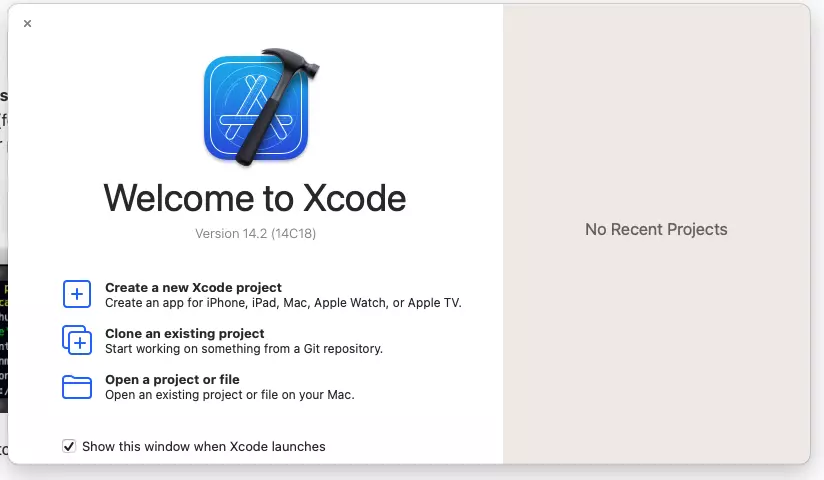 Welcome to Xcode
Version 14.2 (14C18)
Create a new Xcode project
Create an app for iPhone, iPad, Mac, Apple Watch, or Apple TV.
Clone an existing project
Start working on something from a Git repository.
Open a project or file
Open an existing project or file on your Mac.
Show this window when Xcode launches
No Recent Projects